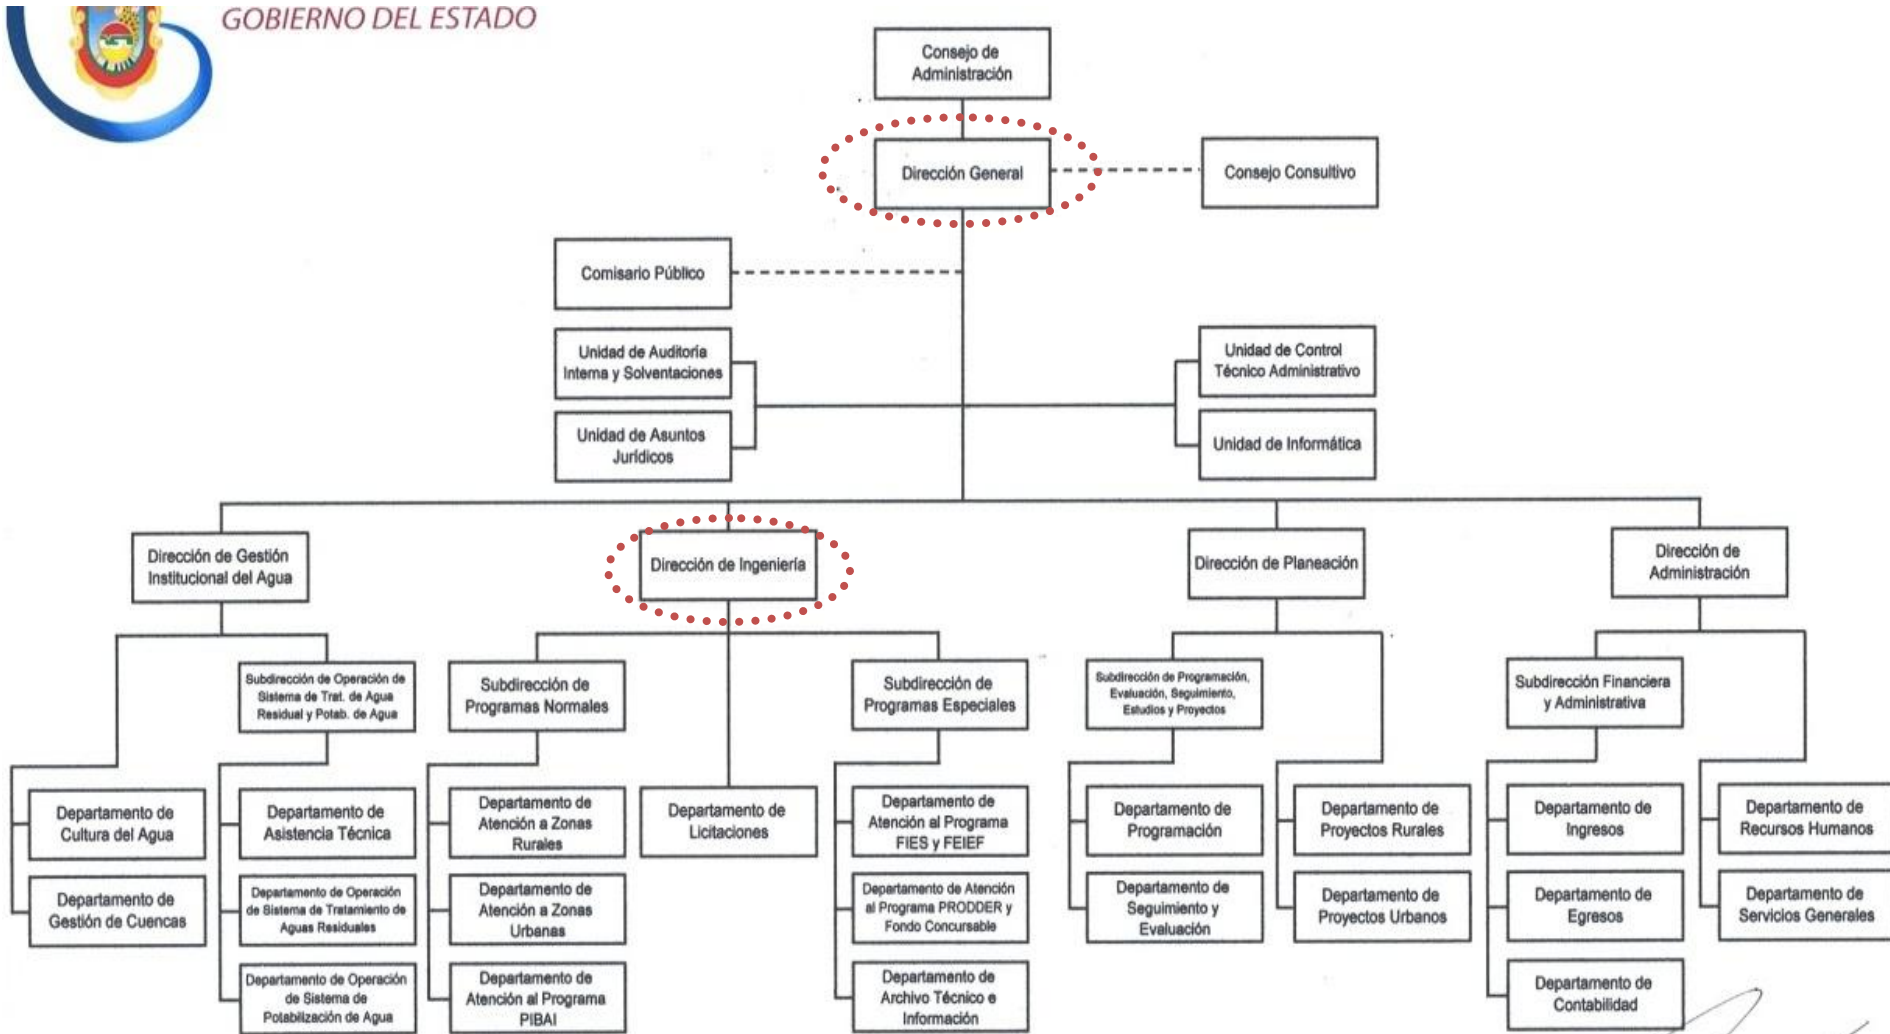 GOBIERNO DEL ESTADO
Consejo de
Administración
Dirección General
Consejo Consultivo
Comisario Público
Unidad de Auditoría
Interna y Solventaciones
Unidad de Control
Técnico Administrativo
Unidad de Asuntos
Jurídicos
Unidad de Informática
Dirección de Gestión
Institucional del Agua
Dirección de Ingeniería
Dirección de Planeación
Dirección de
Administración
Subdirección de Operación de
Sistema de Trat. de Agua
Residual y Potab. de Agua
Subdirección de
Programas Normales
Subdirección de
Programas Especiales
Subdirección de Programación,
Evaluación, Seguimiento,
Estudios y Proyectos
Subdirección Financiera
y Administrativa
Departamento de
Cultura del Agua
Departamento de
Asistencia Técnica
Departamento de
Atención a Zonas
Rurales
Departamento de
Licitaciones
Departamento de
Atención al Programa
FIES y FEIEF
Departamento de
Programación
Departamento de
Proyectos Rurales
Departamento de
Ingresos
Departamento de
Recursos Humanos
Departamento de
Gestión de Cuencas
Departamento de Operación
de Sistema de Tratamiento de
Aguas Residuales
Departamento de
Atención a Zonas
Urbanas
Departamento de Atención
al Programa PRODDER y
Fondo Concursable
Departamento de
Seguimiento y
Evaluación
Departamento de
Proyectos Urbanos
Departamento de
Egresos
Departamento de
Servicios Generales
Departamento de Operación
de Sistema de
Potabilización de Agua
Departamento de
Atención al Programa
PIBAI
Departamento de
Archivo Técnico e
Información
Departamento de
Contabilidad